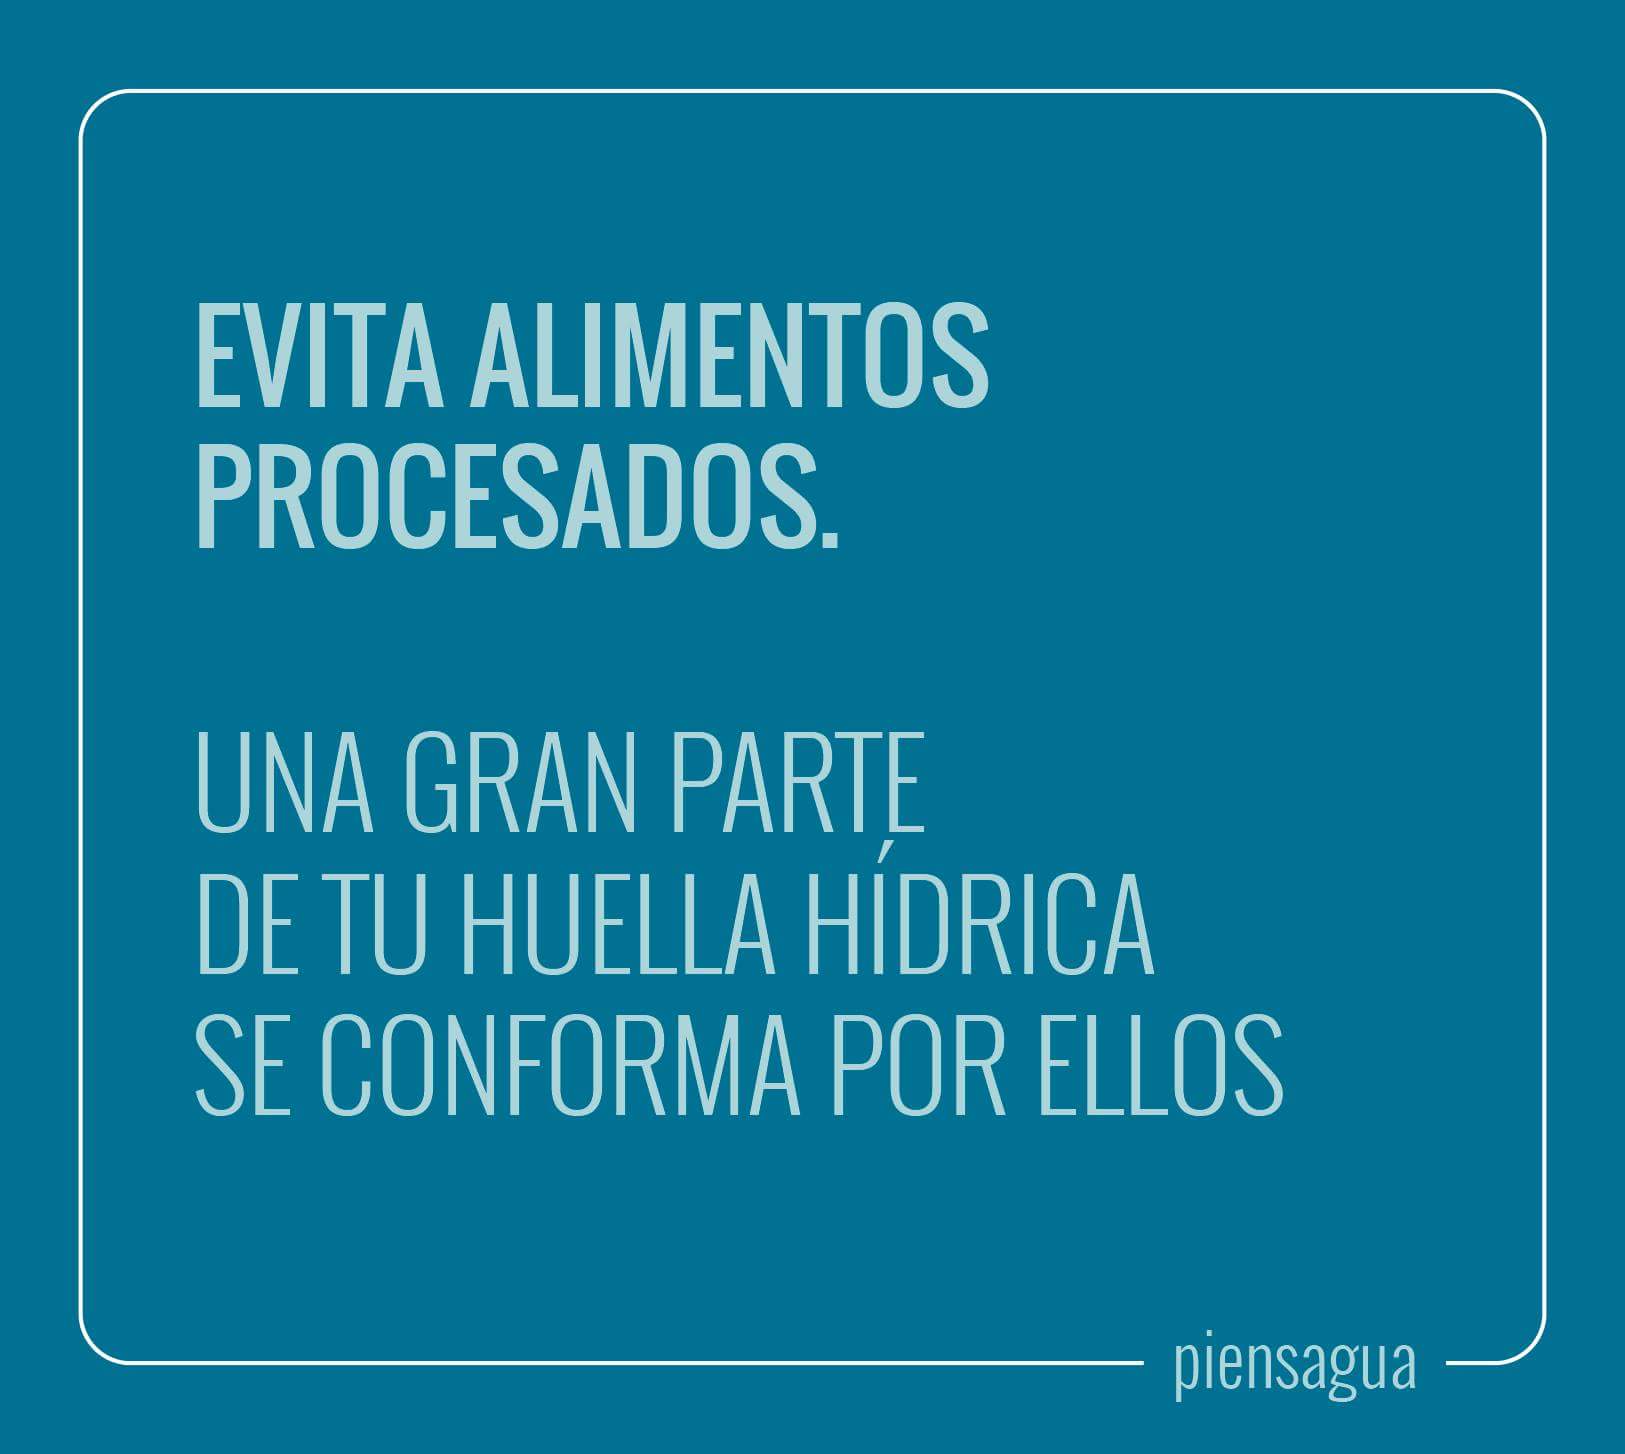 EVITA ALIMENTOS
PROCESADOS.
UNA GRAN PARTE
DE TU HUELLA HÍDRICA
SE CONFORMA POR ELLOS
piensagua